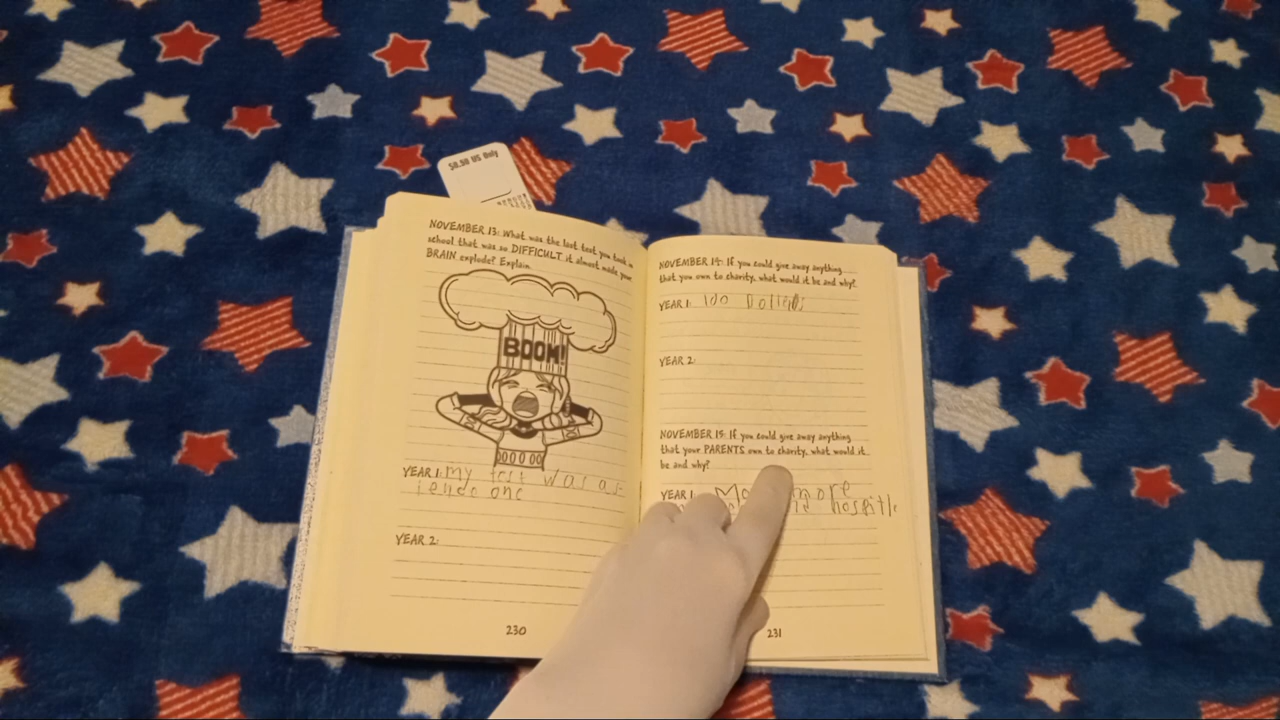 $8.99 US Only
NOVEMBER 13: What was the last test you took in
school that was so DIFFICULT it almost made your
BRAIN explode? Explain.
BOOM!
YEAR 1: my test was
one
YEAR 2:
230
NOVEMBER 14: If you could give away anything
that you own to charity, what would it be and why?
YEAR 1: 100 Dollars
YEAR 2:
NOVEMBER 15: If you could give away anything
that your PARENTS own to charity, what would it
be and why?
YEAR 1: more
hospitle
231